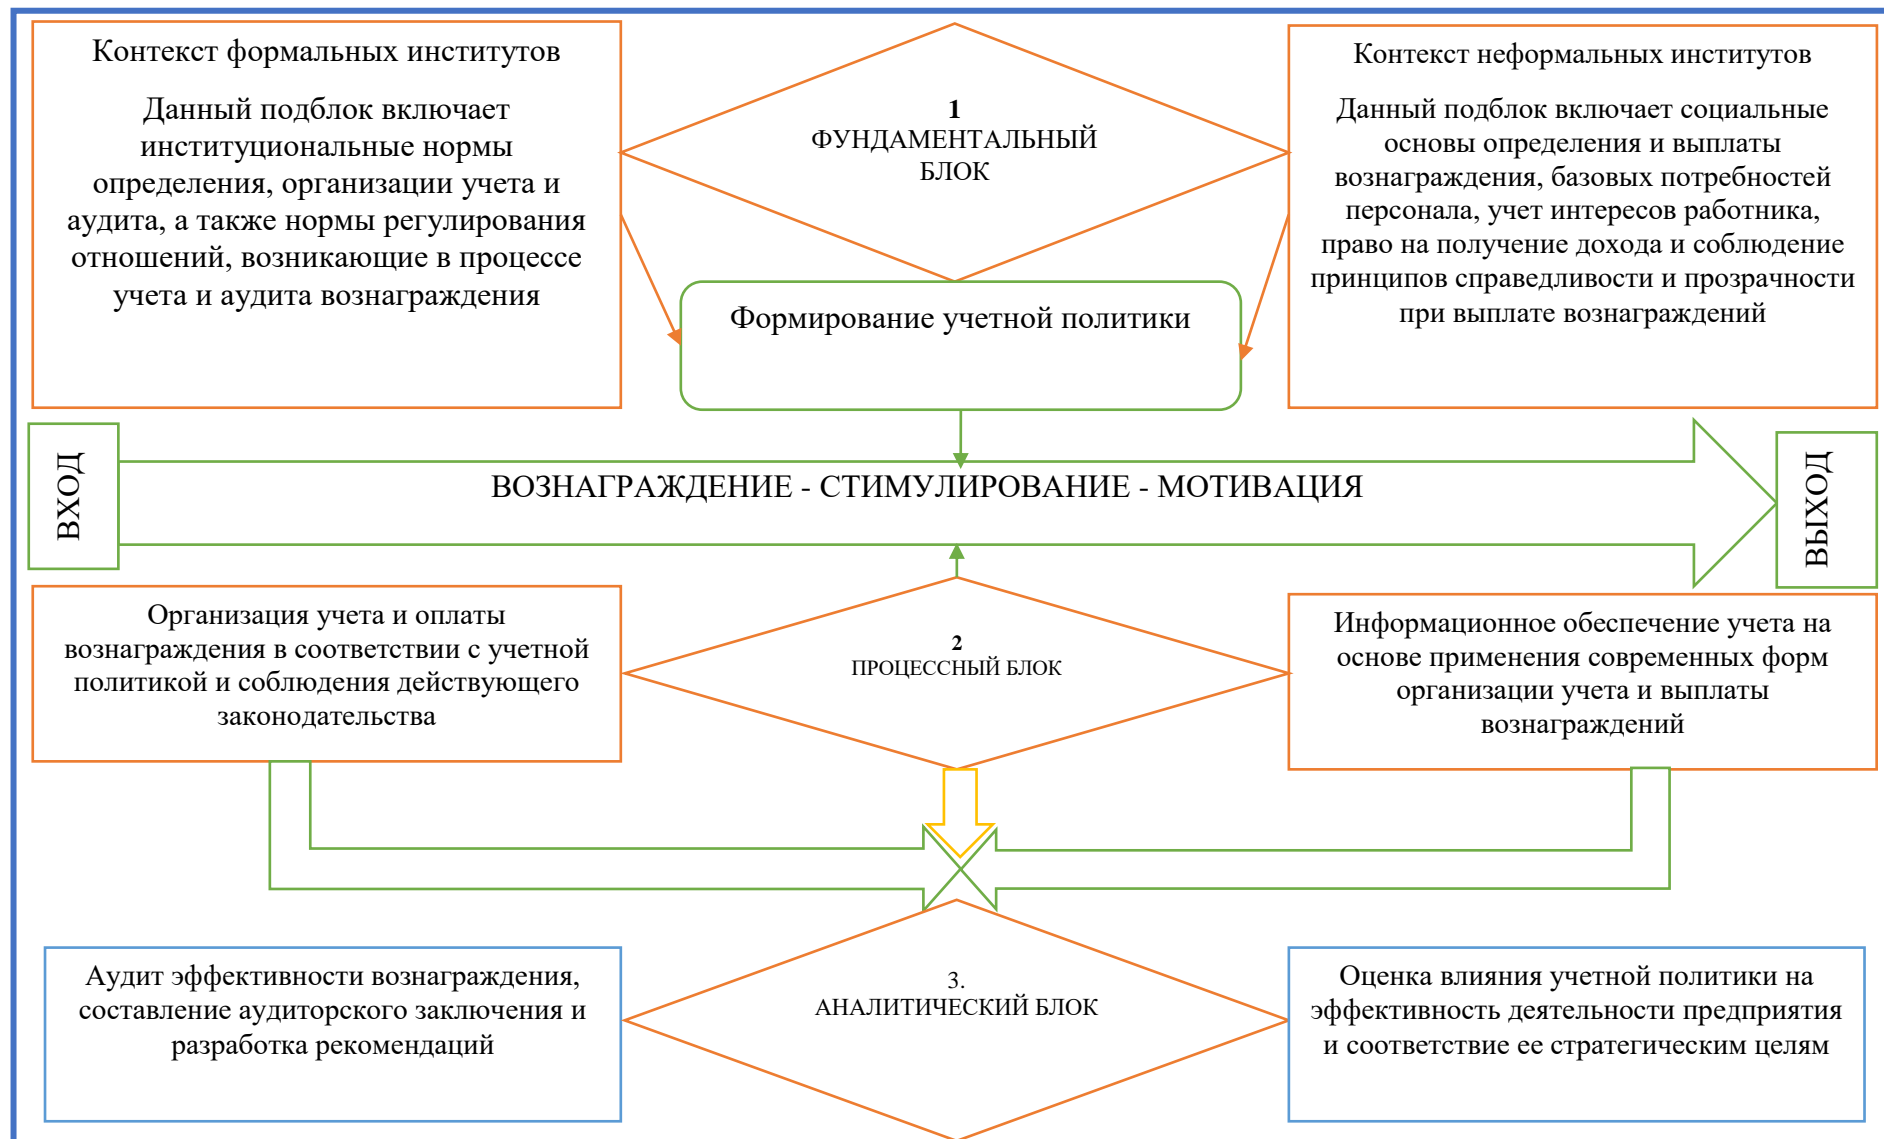 Контекст формальных институтов
Данный подблок включает
институциональные нормы
определения, организации учета и
аудита, а также нормы регулирования
отношений, возникающие в процессе
учета и аудита вознаграждения
1
ФУНДАМЕНТАЛЬНЫЙ
БЛОК
Контекст неформальных институтов
Данный подблок включает социальные
основы определения и выплаты
вознаграждения, базовых потребностей
персонала, учет интересов работника,
право на получение дохода и соблюдение
принципов справедливости и прозрачности
при выплате вознаграждений
Формирование учетной политики
ВХОД
ВОЗНАГРАЖДЕНИЕ - СТИМУЛИРОВАНИЕ - МОТИВАЦИЯ
ВЫХОД
Организация учета и оплаты
вознаграждения в соответствии с учетной
политикой и соблюдения действующего
законодательства
2
ПРОЦЕССНЫЙ БЛОК
Информационное обеспечение учета на
основе применения современных форм
организации учета и выплаты
вознаграждений
Аудит эффективности вознаграждения,
составление аудиторского заключения и
разработка рекомендаций
3.
АНАЛИТИЧЕСКИЙ БЛОК
Оценка влияния учетной политики на
эффективность деятельности предприятия
и соответствие ее стратегическим целям